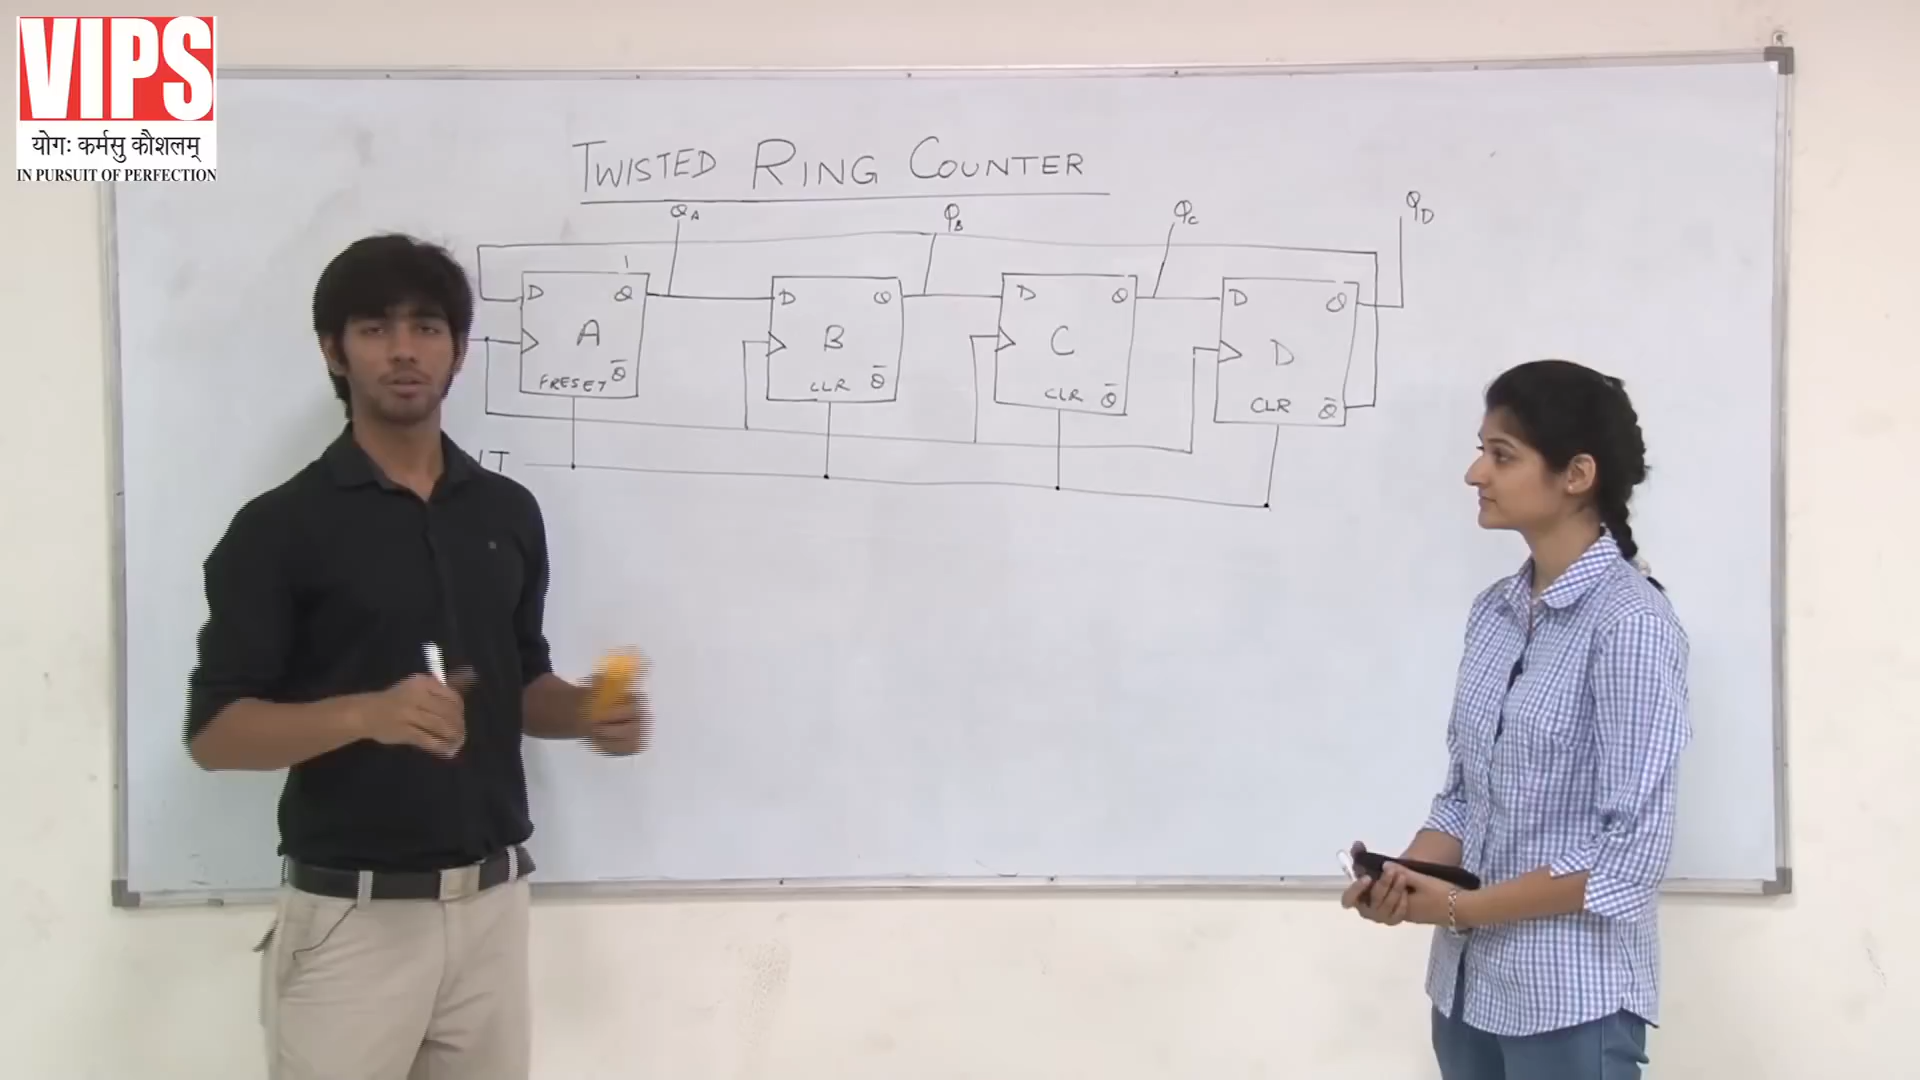 VIPS
योगः कर्मसु कौशलम्
IN PURSUIT OF PERFECTION
TWISTED RING COUNTER
QA QB QC QD
1
D Q D Q D Q D Q
A B C D
PRESET Q̅ CLR Q̅ CLR Q̅ CLR Q̅